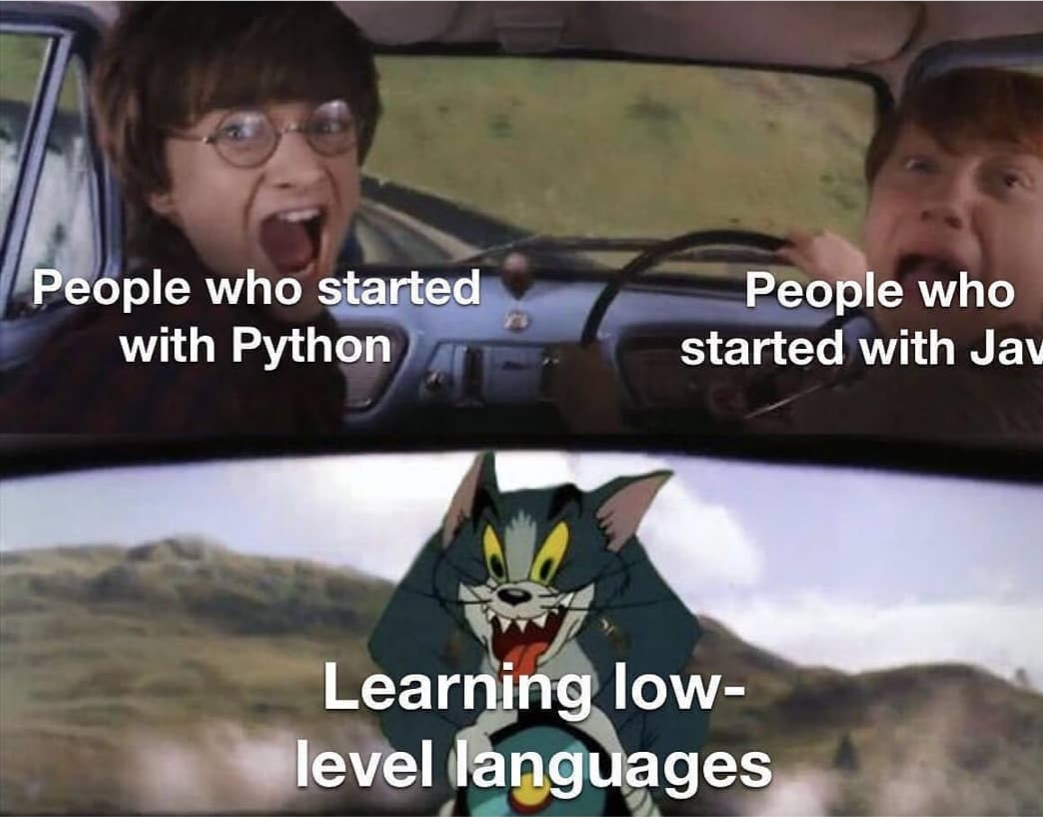 People who started
with Python
People who
started with Jav
Learning low-
level languages